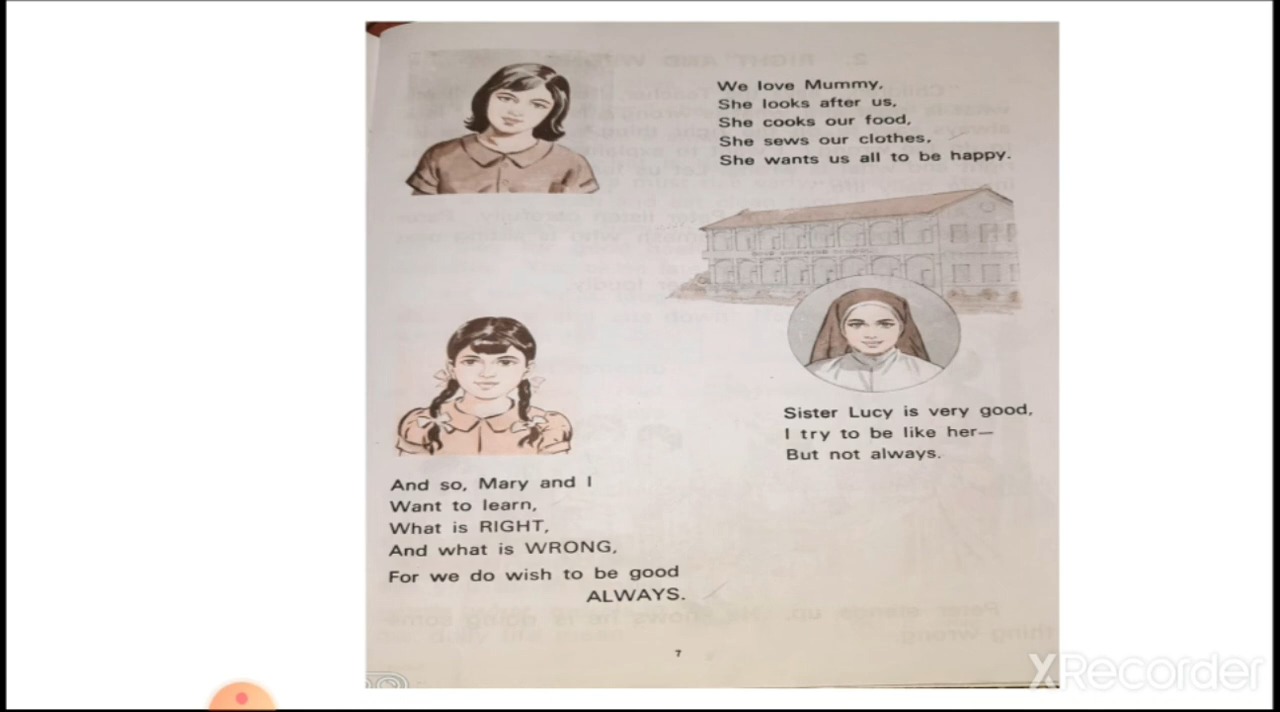 We love Mummy,
She looks after us,
She cooks our food,
She sews our clothes,
She wants us all to be happy.
Sister Lucy is very good,
I try to be like her—
But not always.
And so, Mary and I
Want to learn,
What is RIGHT,
And what is WRONG,
For we do wish to be good
ALWAYS.
7
XRecorder